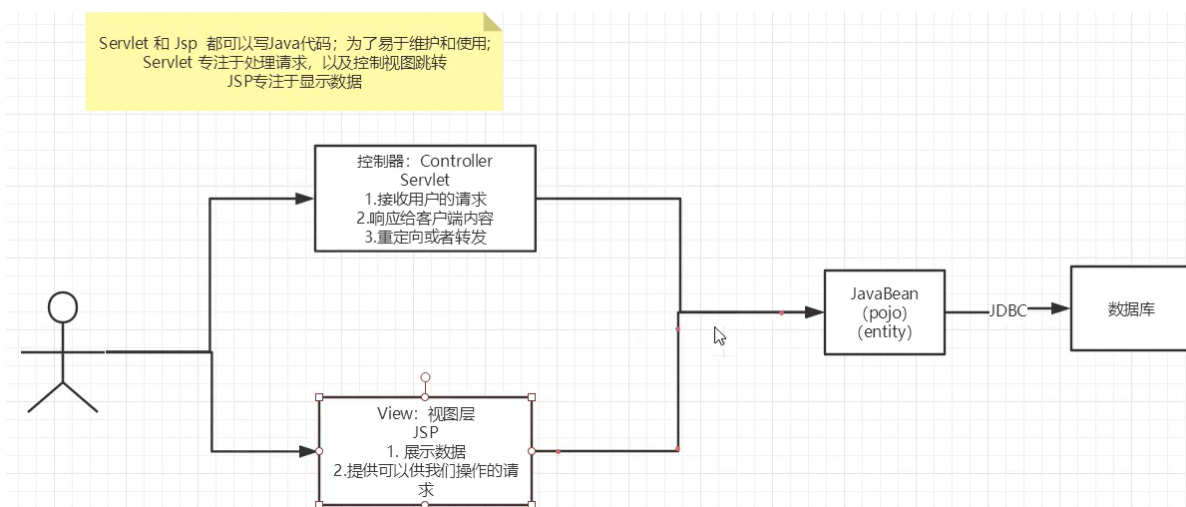 Servlet 和 Jsp 都可以写Java代码；为了易于维护和使用;
Servlet 专注于处理请求，以及控制视图跳转
JSP专注于显示数据
控制器：Controller
Servlet
1.接收用户的请求
2.响应给客户端内容
3.重定向或者转发
JavaBean
（pojo）
（entity）
JDBC
数据库
View：视图层
JSP
1. 展示数据
2.提供可以供我们操作的请
求